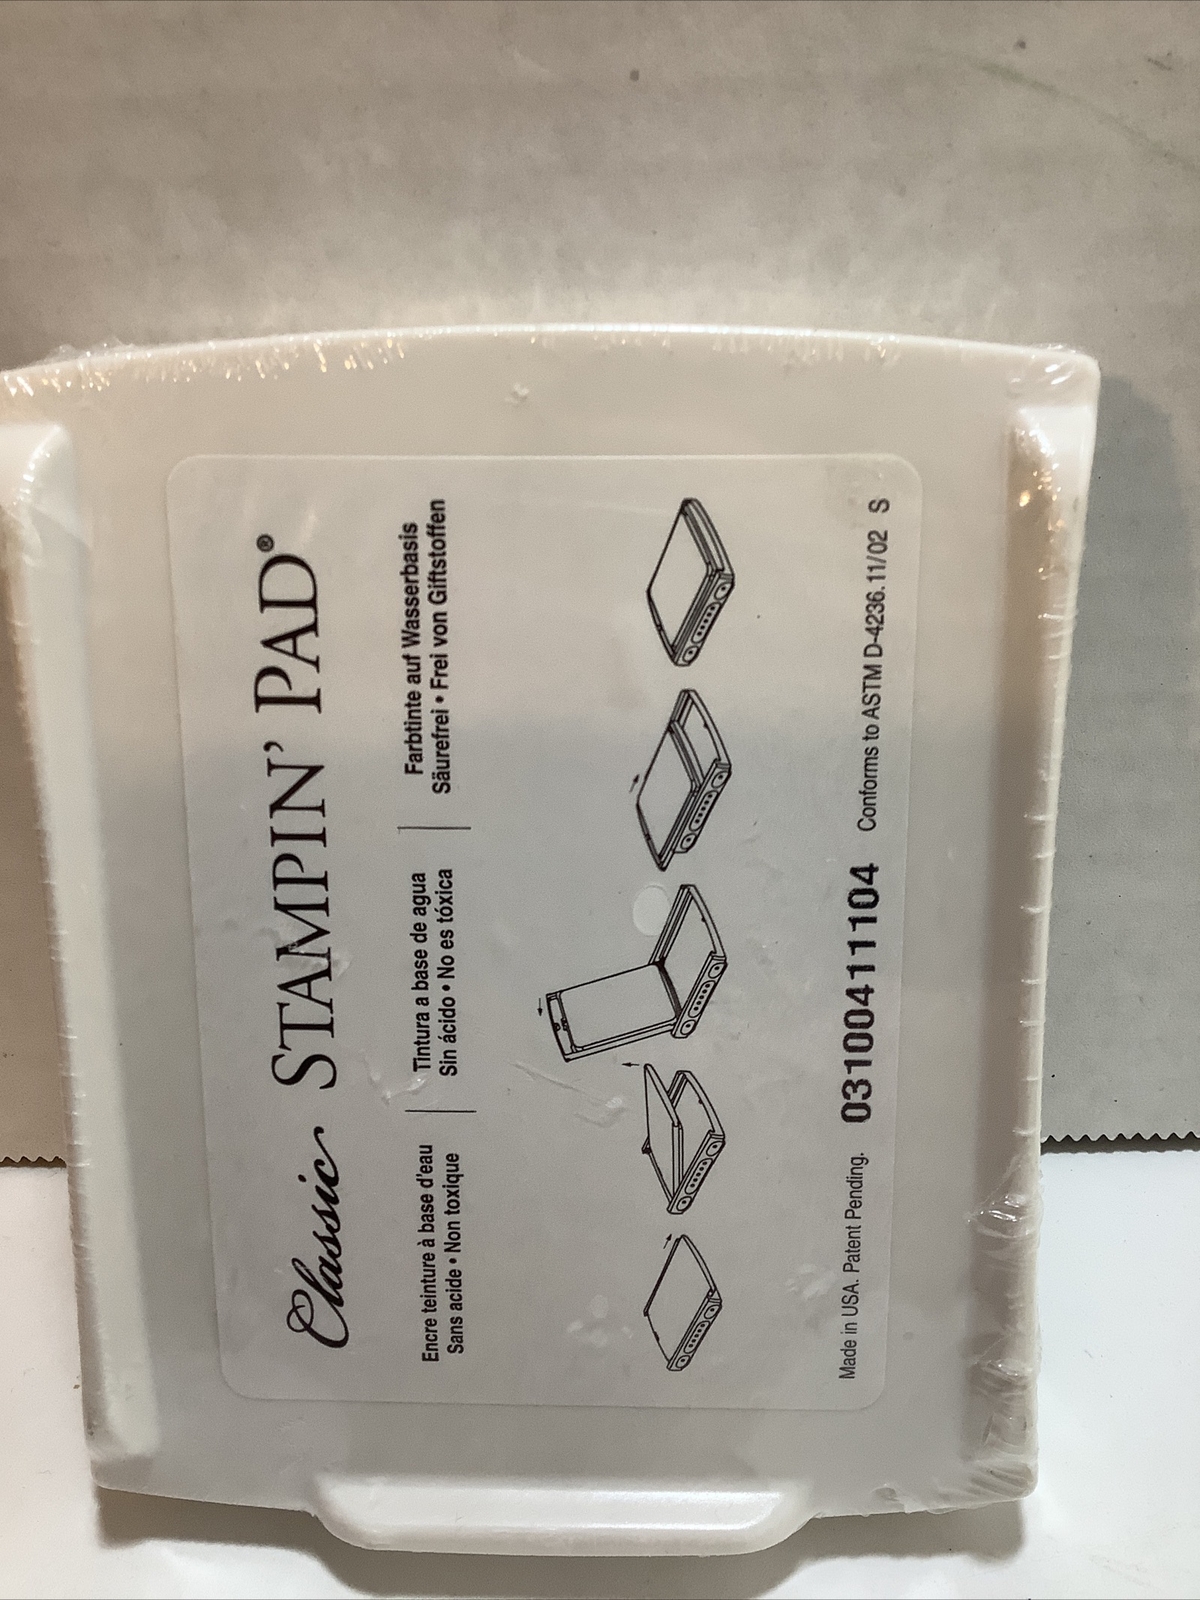 Classic STAMPIN' PAD®
Encre teinture à base d'eau
Sans acide • Non toxique
Tintura a base de agua
Sin ácido • No es tóxica
Farbtinte auf Wasserbasis
Säurefrei • Frei von Giftstoffen
Made in USA. Patent Pending. 0310041​1104 Conforms to ASTM D-4236.11/02 S